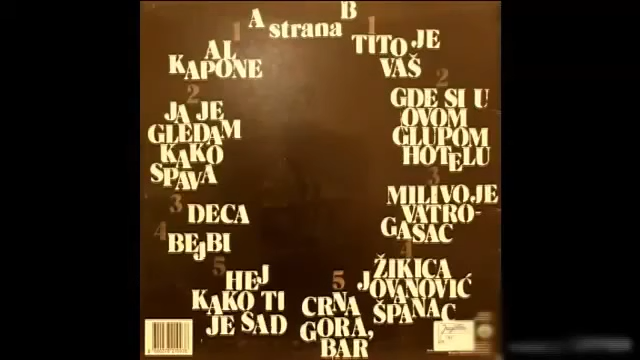 A strana B
1
AL
KAPONE
2
JA JE
GLEDAM
KAKO
SPAVA
3 DECA
4 BEJBI
5
HEJ
KAKO TI
JE SAD
1
TITO JE
VAŠ
2
GDE SI U
OVOM
GLUPOM
HOTELU
3
MILIVOJE
VATRO-
GASAC
4
ŽIKICA
JOVANOVIĆ
ŠPANAC
5
CRNA
GORA,
BAR